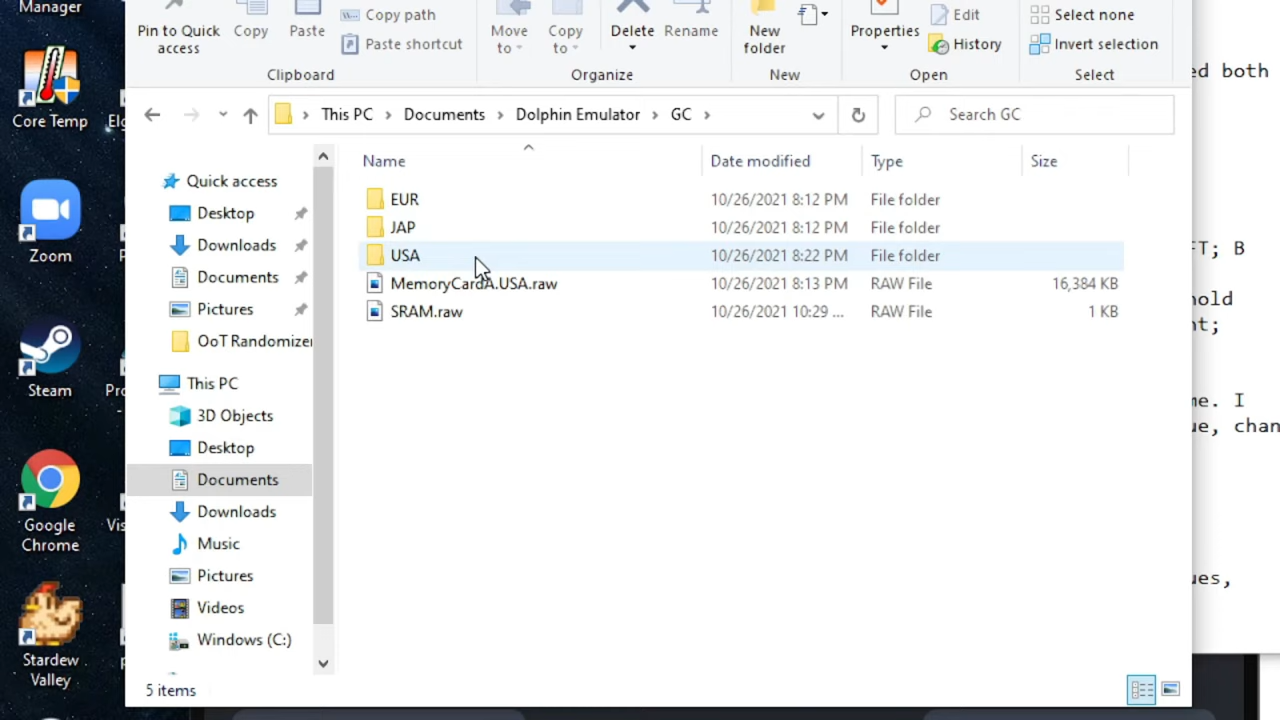 Manager
Core Temp
Zoom
Steam
Google
Chrome
Stardew
Valley
Pin to Quick
access
Copy
Paste
Copy path
Paste shortcut
Clipboard
Move
to
Copy
to
Delete
Rename
Organize
New
folder
New
Properties
Edit
History
Open
Select none
Invert selection
Select
This PC
Documents
Dolphin Emulator
GC
Search GC
Quick access
Desktop
Downloads
Documents
Pictures
OoT Randomizer
This PC
3D Objects
Desktop
Documents
Downloads
Music
Pictures
Videos
Windows (C:)
Name Date modified Type Size
EUR 10/26/2021 8:12 PM File folder
JAP 10/26/2021 8:12 PM File folder
USA 10/26/2021 8:22 PM File folder
MemoryCardA.USA.raw 10/26/2021 8:13 PM RAW File 16,384 KB
SRAM.raw 10/26/2021 10:29 ... RAW File 1 KB
5 items
ed both
FT; B
hold
nt;
me. I
ue, chan
ues,